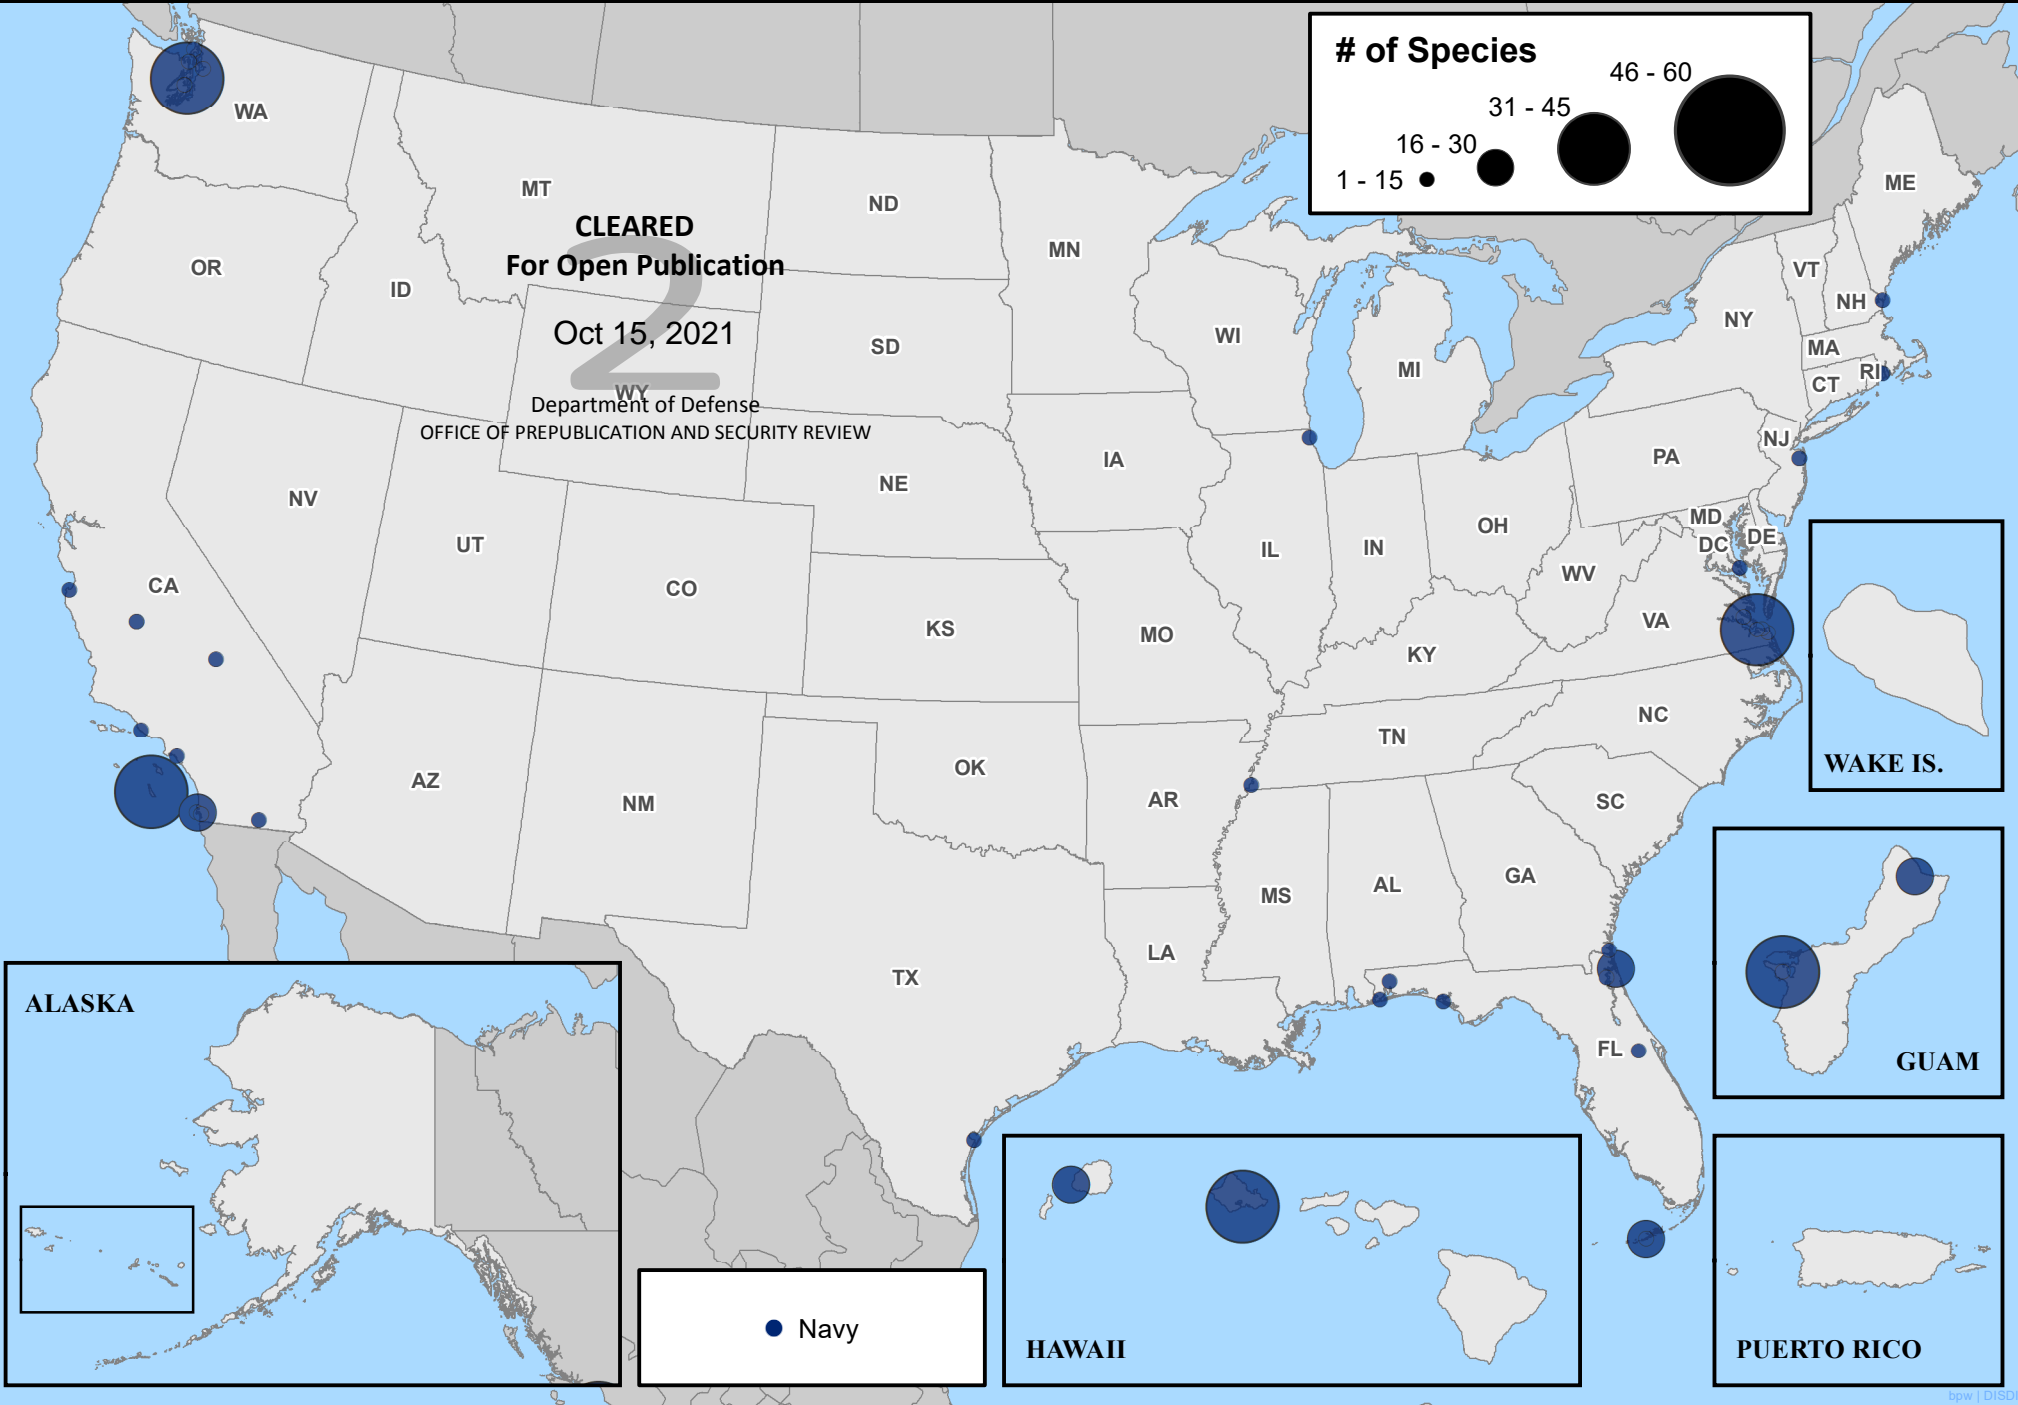 # of Species
46 - 60
31 - 45
16 - 30
1 - 15
WA
MT
ND
MN
ME
OR
ID
CLEARED
For Open Publication
2
Oct 15, 2021
WY
Department of Defense
OFFICE OF PREPUBLICATION AND SECURITY REVIEW
SD
WI
MI
NY
VT
NH
MA
CT
RI
NV
UT
CO
NE
IA
IL
IN
OH
PA
NJ
MD
DC
DE
WV
VA
CA
KS
MO
KY
NC
TN
SC
AZ
NM
OK
AR
MS
AL
GA
TX
LA
FL
WAKE IS.
GUAM
ALASKA
Navy
HAWAII
PUERTO RICO
bpw | DISDI